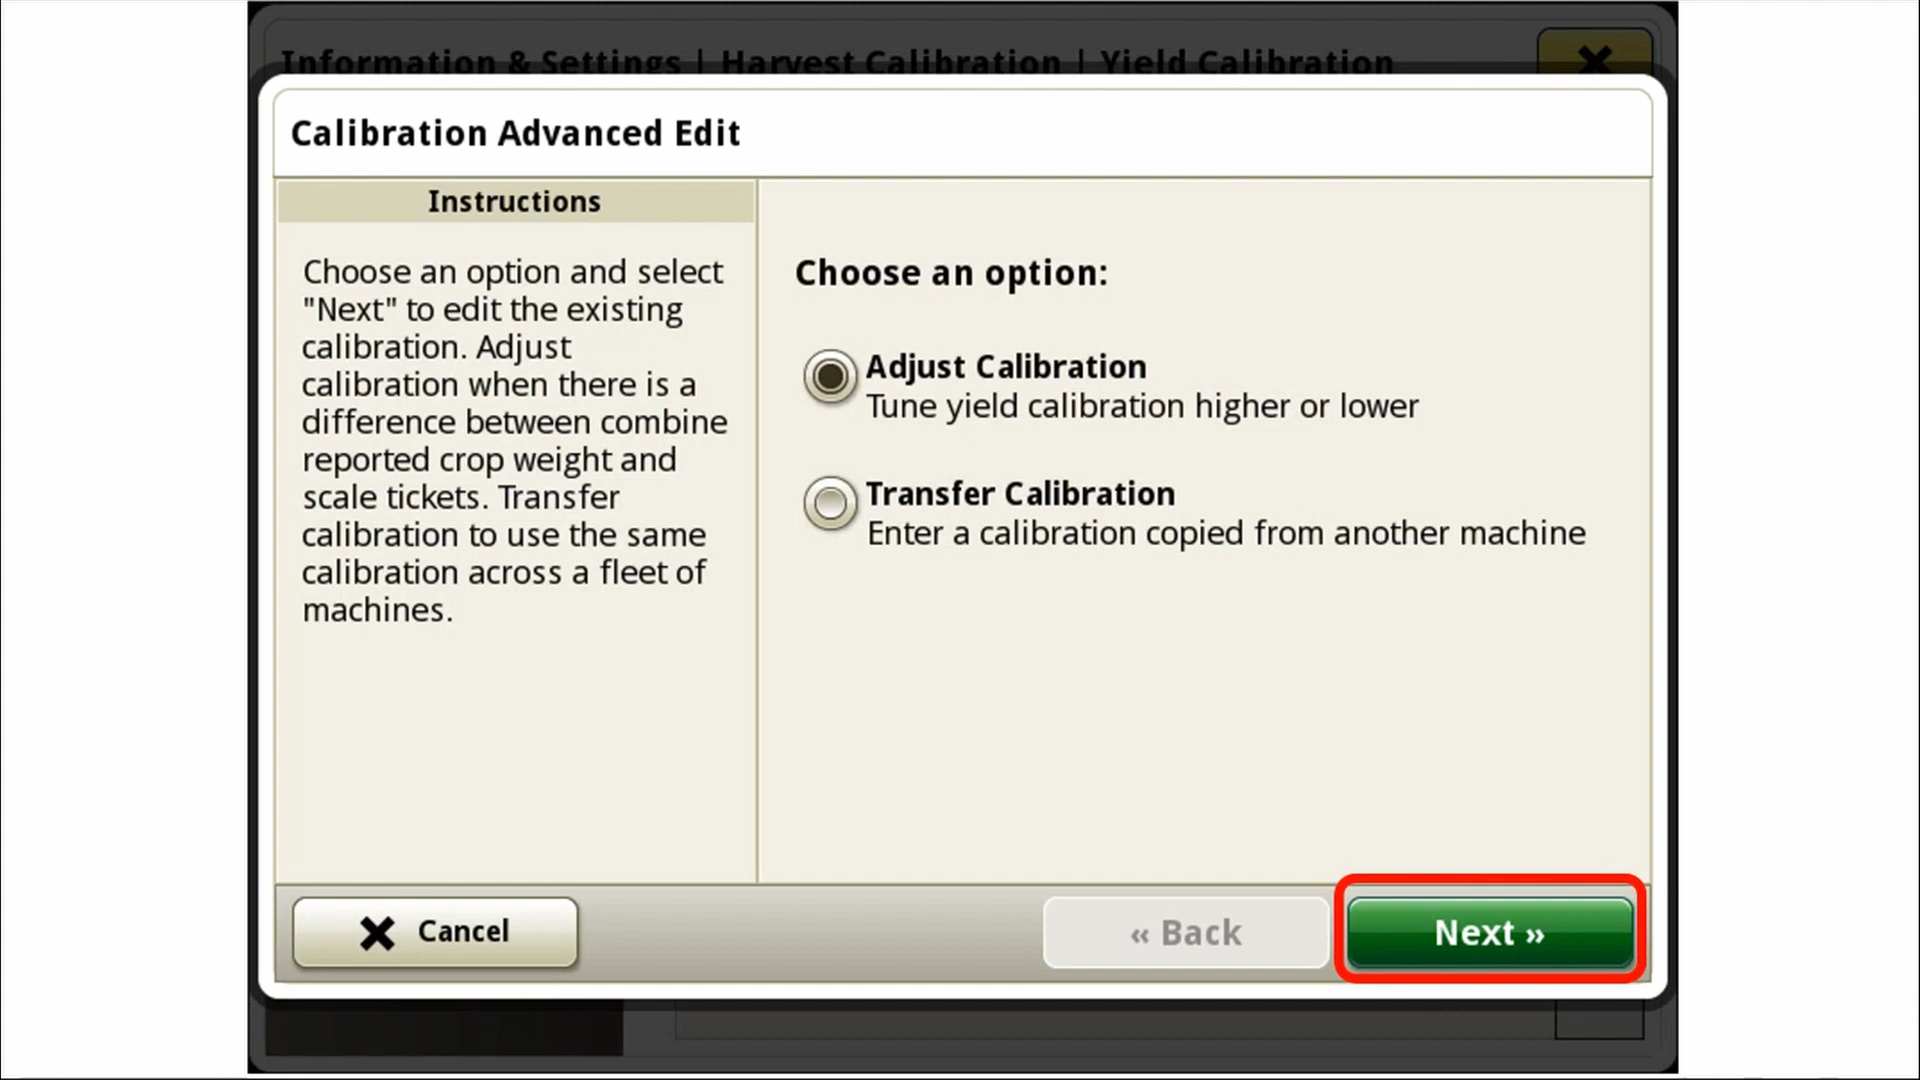 Information & Settings | Harvest Calibration | Yield Calibration
Calibration Advanced Edit
Instructions
Choose an option and select
"Next" to edit the existing
calibration. Adjust
calibration when there is a
difference between combine
reported crop weight and
scale tickets. Transfer
calibration to use the same
calibration across a fleet of
machines.
Choose an option:
Adjust Calibration
Tune yield calibration higher or lower
Transfer Calibration
Enter a calibration copied from another machine
Cancel
« Back
Next »